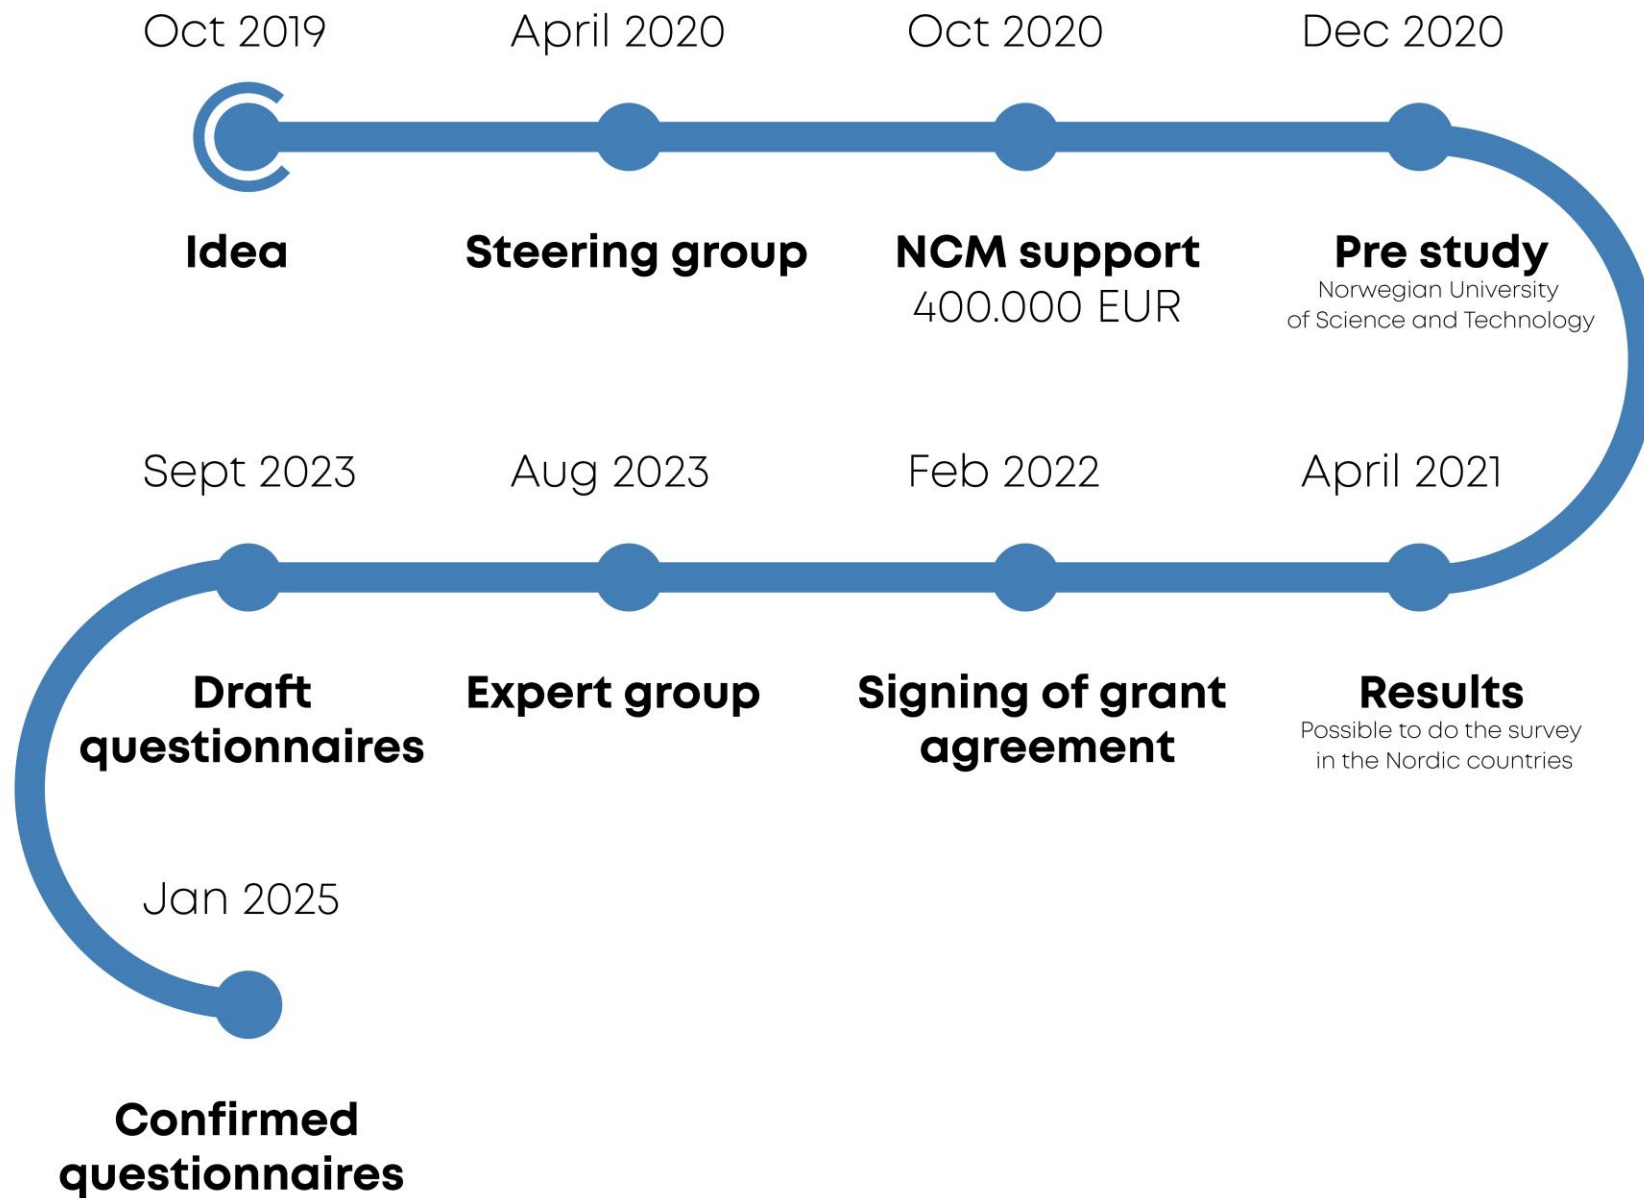 Oct 2019
Idea
April 2020
Steering group
Oct 2020
NCM support
400.000 EUR
Dec 2020
Pre study
Norwegian University
of Science and Technology
April 2021
Results
Possible to do the survey
in the Nordic countries
Feb 2022
Signing of grant
agreement
Aug 2023
Expert group
Sept 2023
Draft
questionnaires
Jan 2025
Confirmed
questionnaires